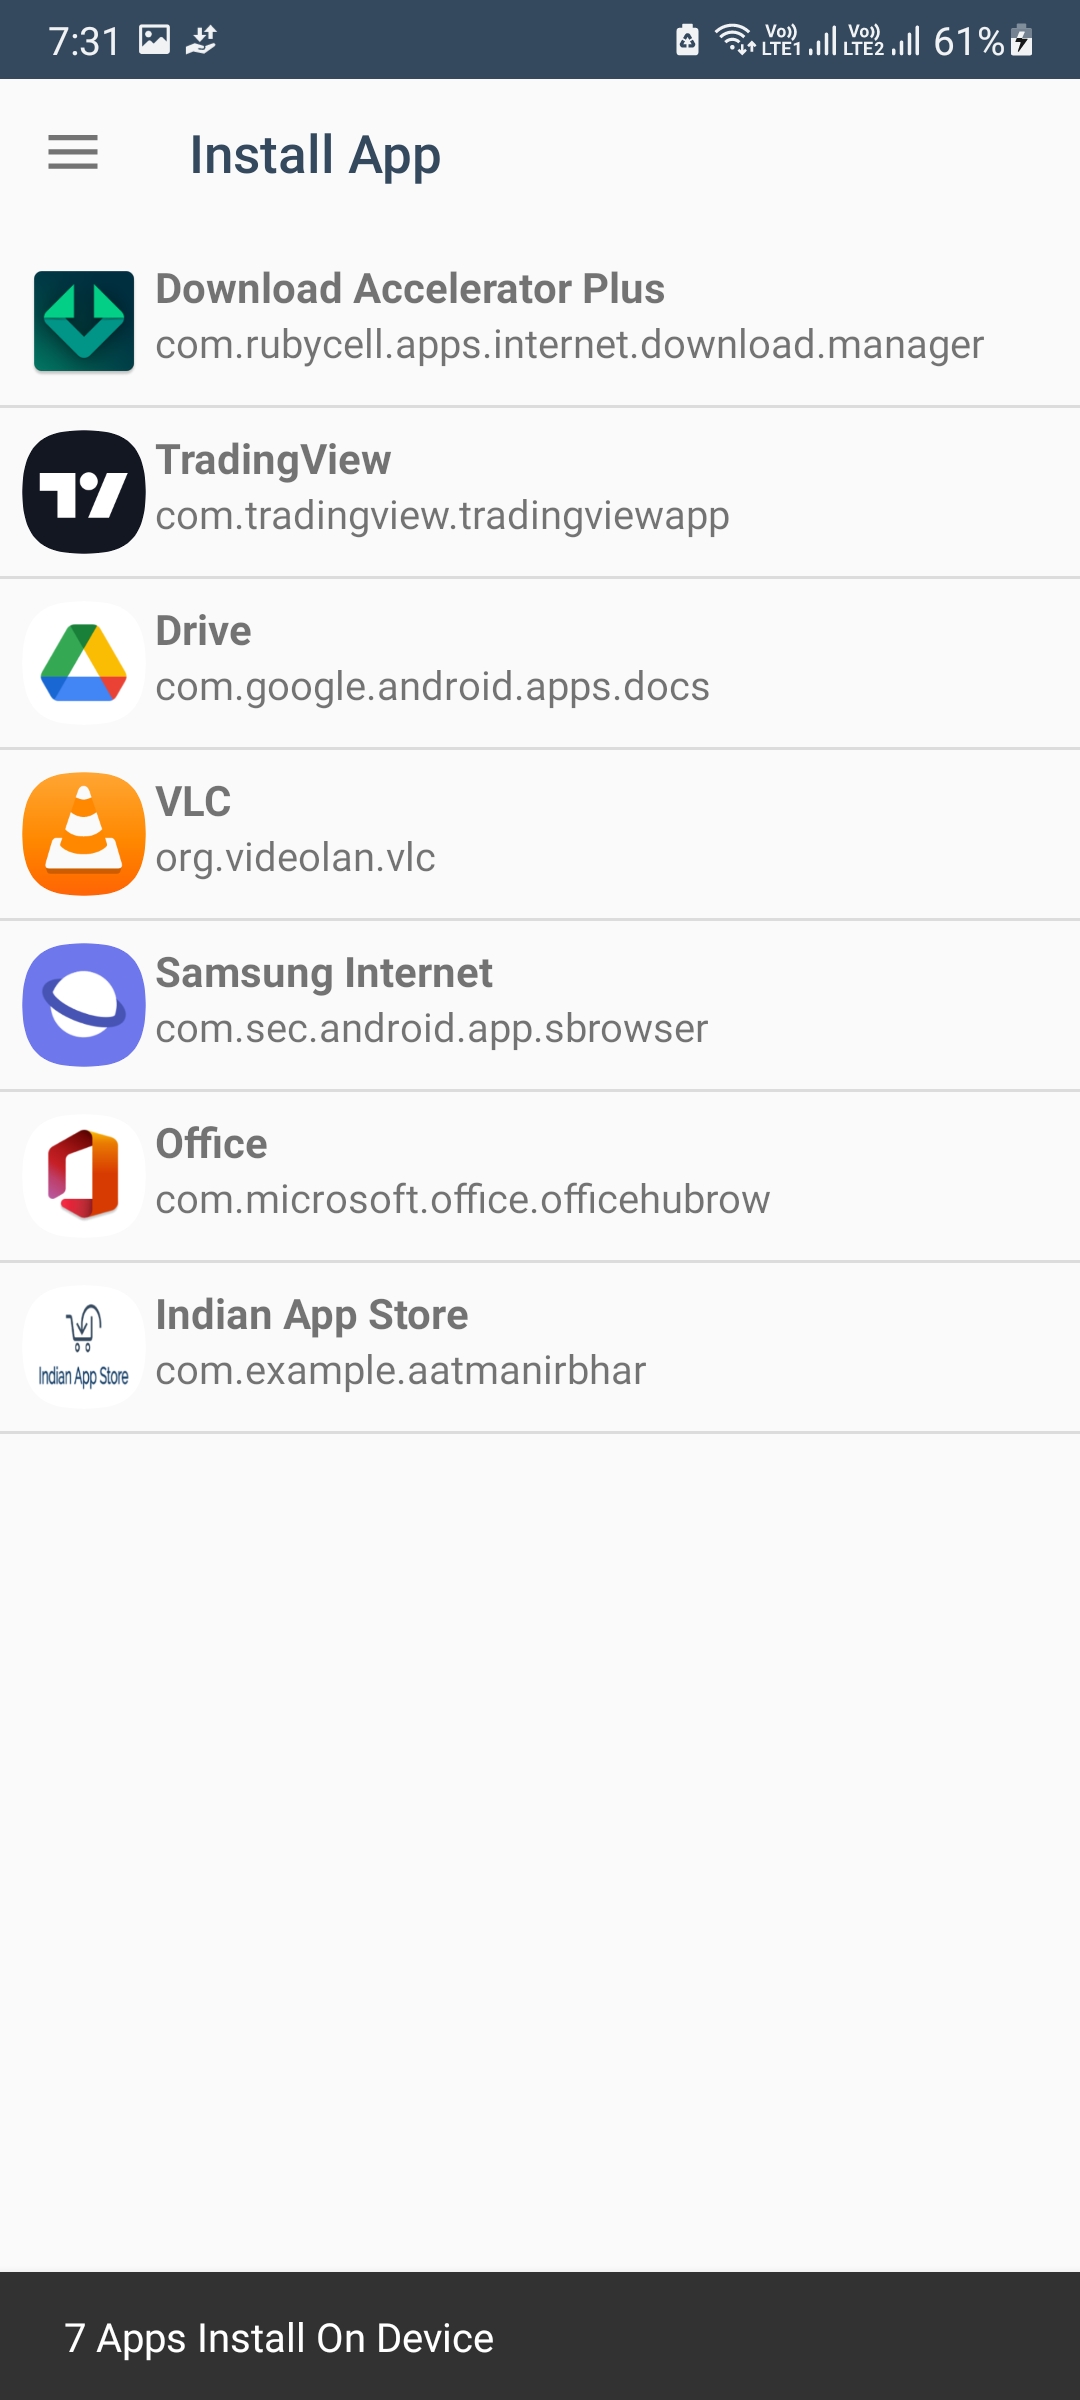 7:31 Vo)) LTE1 Vo)) LTE2 61%
Install App
Download Accelerator Plus
com.rubycell.apps.internet.download.manager
TradingView
com.tradingview.tradingviewapp
Drive
com.google.android.apps.docs
VLC
org.videolan.vlc
Samsung Internet
com.sec.android.app.sbrowser
Office
com.microsoft.office.officehubrow
Indian App Store
Indian App Store
com.example.aatmanirbhar
7 Apps Install On Device